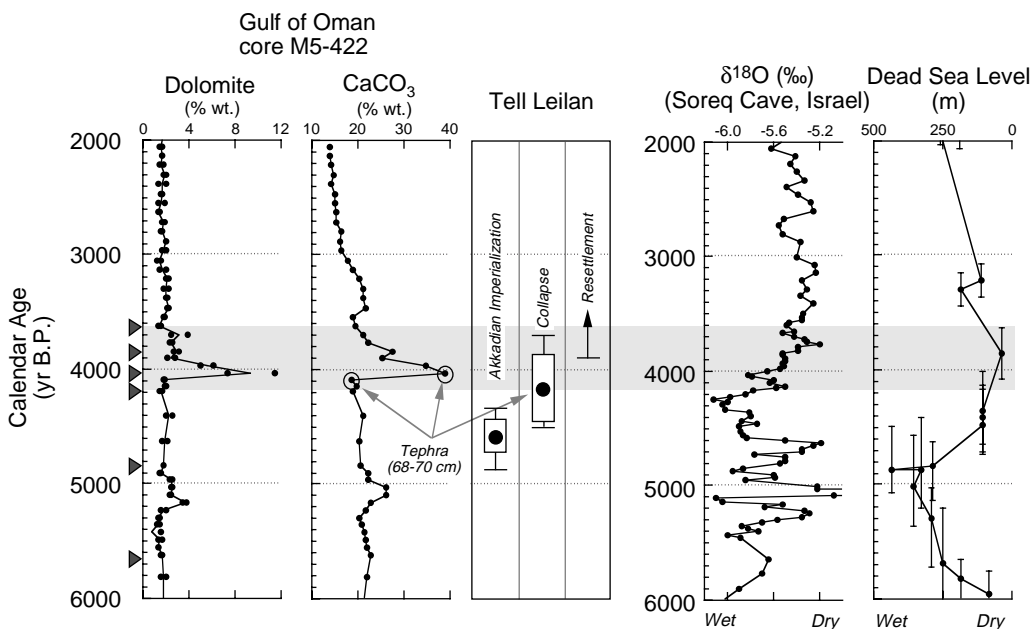 Gulf of Oman
core M5-422
Dolomite
(% wt.)
0 4 8 12
CaCO3
(% wt.)
10 20 30 40
Tell Leilan
δ18O (‰)
(Soreq Cave, Israel)
-6.0 -5.6 -5.2
Dead Sea Level
(m)
500 250 0
Calendar Age
(yr B.P.)
2000
3000
4000
5000
6000
Akkadian Imperialization
Collapse
Resettlement
Tephra
(68-70 cm)
2000
3000
4000
5000
6000
Wet Dry
Wet Dry